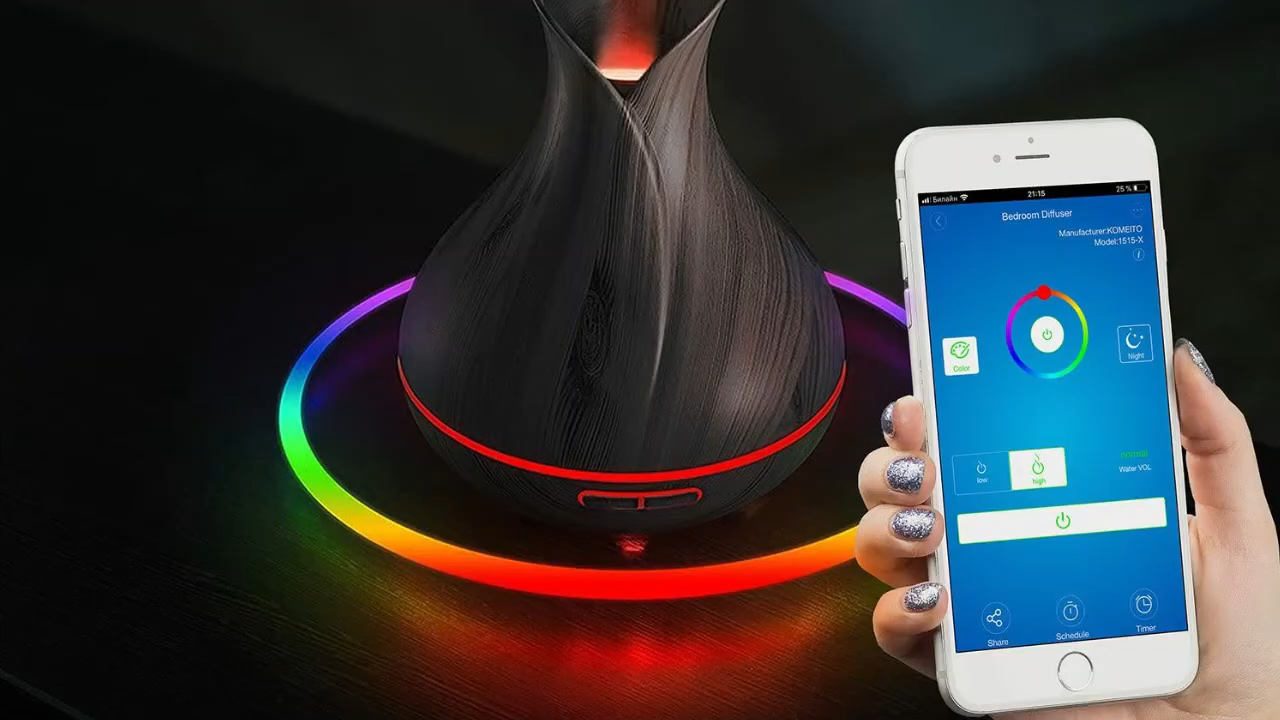 Билайн 21:15 25 %
Bedroom Diffuser
Manufacturer:KOMEITO
Model:1515-X
i
Color
Night
low
high
normal
Water VOL
Share
Schedule
Timer